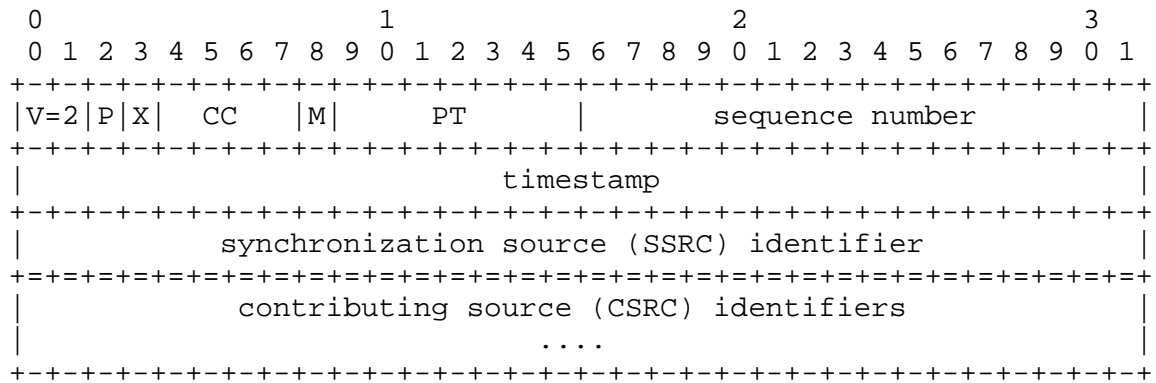 0                   1                   2                   3
 0 1 2 3 4 5 6 7 8 9 0 1 2 3 4 5 6 7 8 9 0 1 2 3 4 5 6 7 8 9 0 1
+-+-+-+-+-+-+-+-+-+-+-+-+-+-+-+-+-+-+-+-+-+-+-+-+-+-+-+-+-+-+-+-+
|V=2|P|X|  CC   |M|     PT      |       sequence number         |
+-+-+-+-+-+-+-+-+-+-+-+-+-+-+-+-+-+-+-+-+-+-+-+-+-+-+-+-+-+-+-+-+
|                           timestamp                           |
+-+-+-+-+-+-+-+-+-+-+-+-+-+-+-+-+-+-+-+-+-+-+-+-+-+-+-+-+-+-+-+-+
|           synchronization source (SSRC) identifier            |
+=+=+=+=+=+=+=+=+=+=+=+=+=+=+=+=+=+=+=+=+=+=+=+=+=+=+=+=+=+=+=+=+
|            contributing source (CSRC) identifiers             |
|                             ....                              |
+-+-+-+-+-+-+-+-+-+-+-+-+-+-+-+-+-+-+-+-+-+-+-+-+-+-+-+-+-+-+-+-+